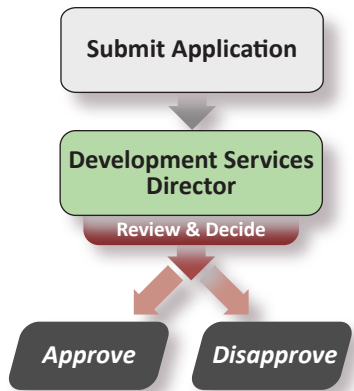 Submit Application
Development Services
Director
Review & Decide
Approve
Disapprove